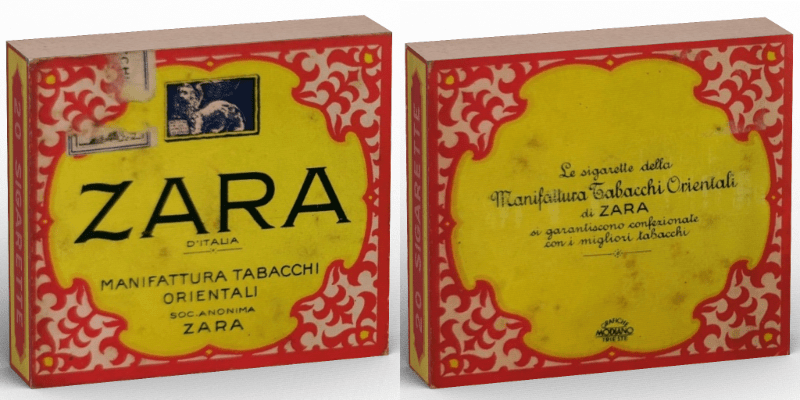 20 SIGARETTE
ZARA
D'ITALIA
MANIFATTURA TABACCHI
ORIENTALI
SOC. ANONIMA
ZARA
20 SIGARETTE
Le sigarette della
Manifattura Tabacchi Orientali
di ZARA
si garantiscono confezionate
con i migliori tabacchi
GRAFICHE
MODIANO
TRIESTE